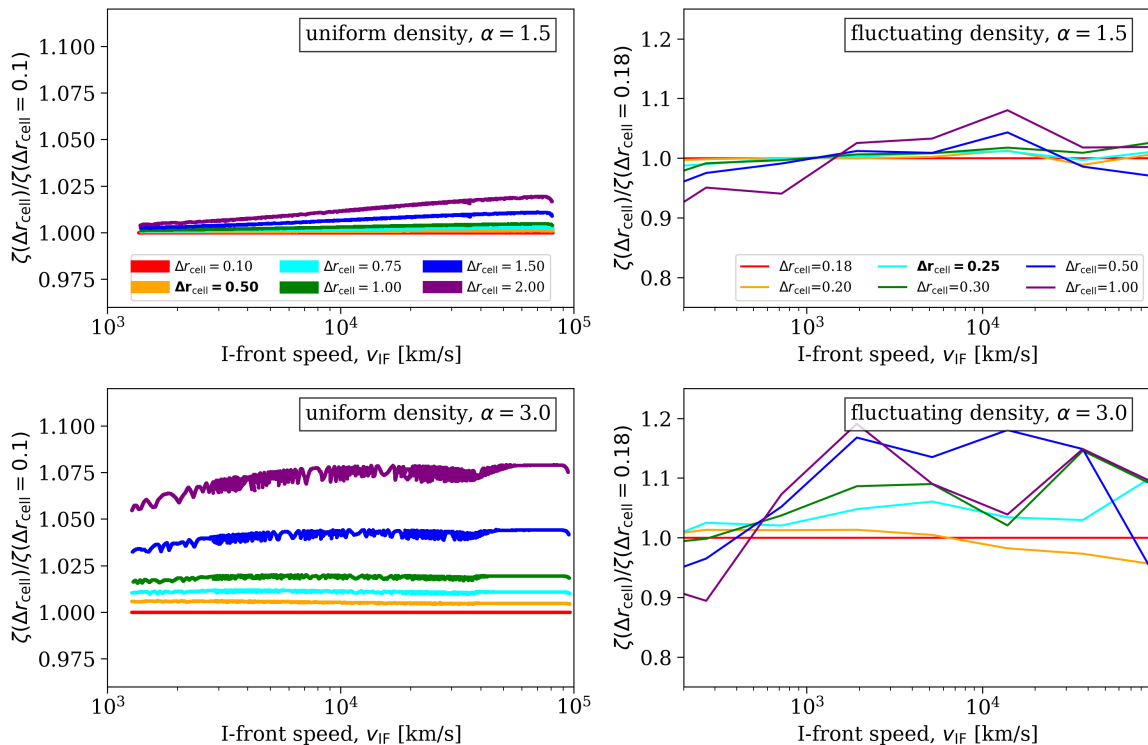 uniform density, α = 1.5
ζ(Δr_cell)/ζ(Δr_cell = 0.1)
1.100
1.075
1.050
1.025
1.000
0.975
Δr_cell = 0.10
Δr_cell = 0.75
Δr_cell = 1.50
Δr_cell = 0.50
Δr_cell = 1.00
Δr_cell = 2.00
10^3
10^4
10^5
I-front speed, v_IF [km/s]
fluctuating density, α = 1.5
ζ(Δr_cell)/ζ(Δr_cell = 0.18)
1.2
1.1
1.0
0.9
0.8
Δr_cell=0.18
Δr_cell=0.25
Δr_cell=0.50
Δr_cell=0.20
Δr_cell=0.30
Δr_cell=1.00
10^3
10^4
I-front speed, v_IF [km/s]
uniform density, α = 3.0
ζ(Δr_cell)/ζ(Δr_cell = 0.1)
1.100
1.075
1.050
1.025
1.000
0.975
10^3
10^4
10^5
I-front speed, v_IF [km/s]
fluctuating density, α = 3.0
ζ(Δr_cell)/ζ(Δr_cell = 0.18)
1.2
1.1
1.0
0.9
0.8
10^3
10^4
I-front speed, v_IF [km/s]